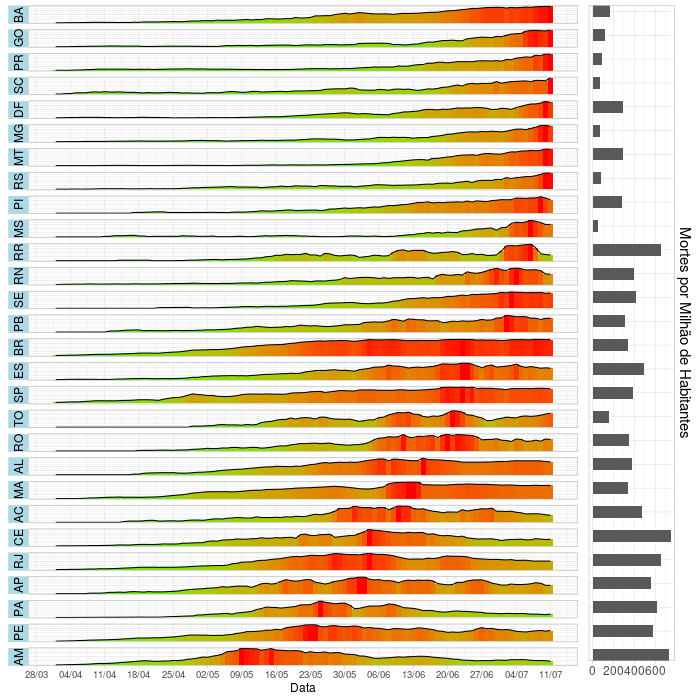 BA
GO
PR
SC
DF
MG
MT
RS
PI
MS
RR
RN
SE
PB
BR
ES
SP
TO
RO
AL
MA
AC
CE
RJ
AP
PA
PE
AM
28/03 04/04 11/04 18/04 25/04 02/05 09/05 16/05 23/05 30/05 06/06 13/06 20/06 27/06 04/07 11/07
Data
0 200400600
Mortes por Milhão de Habitantes